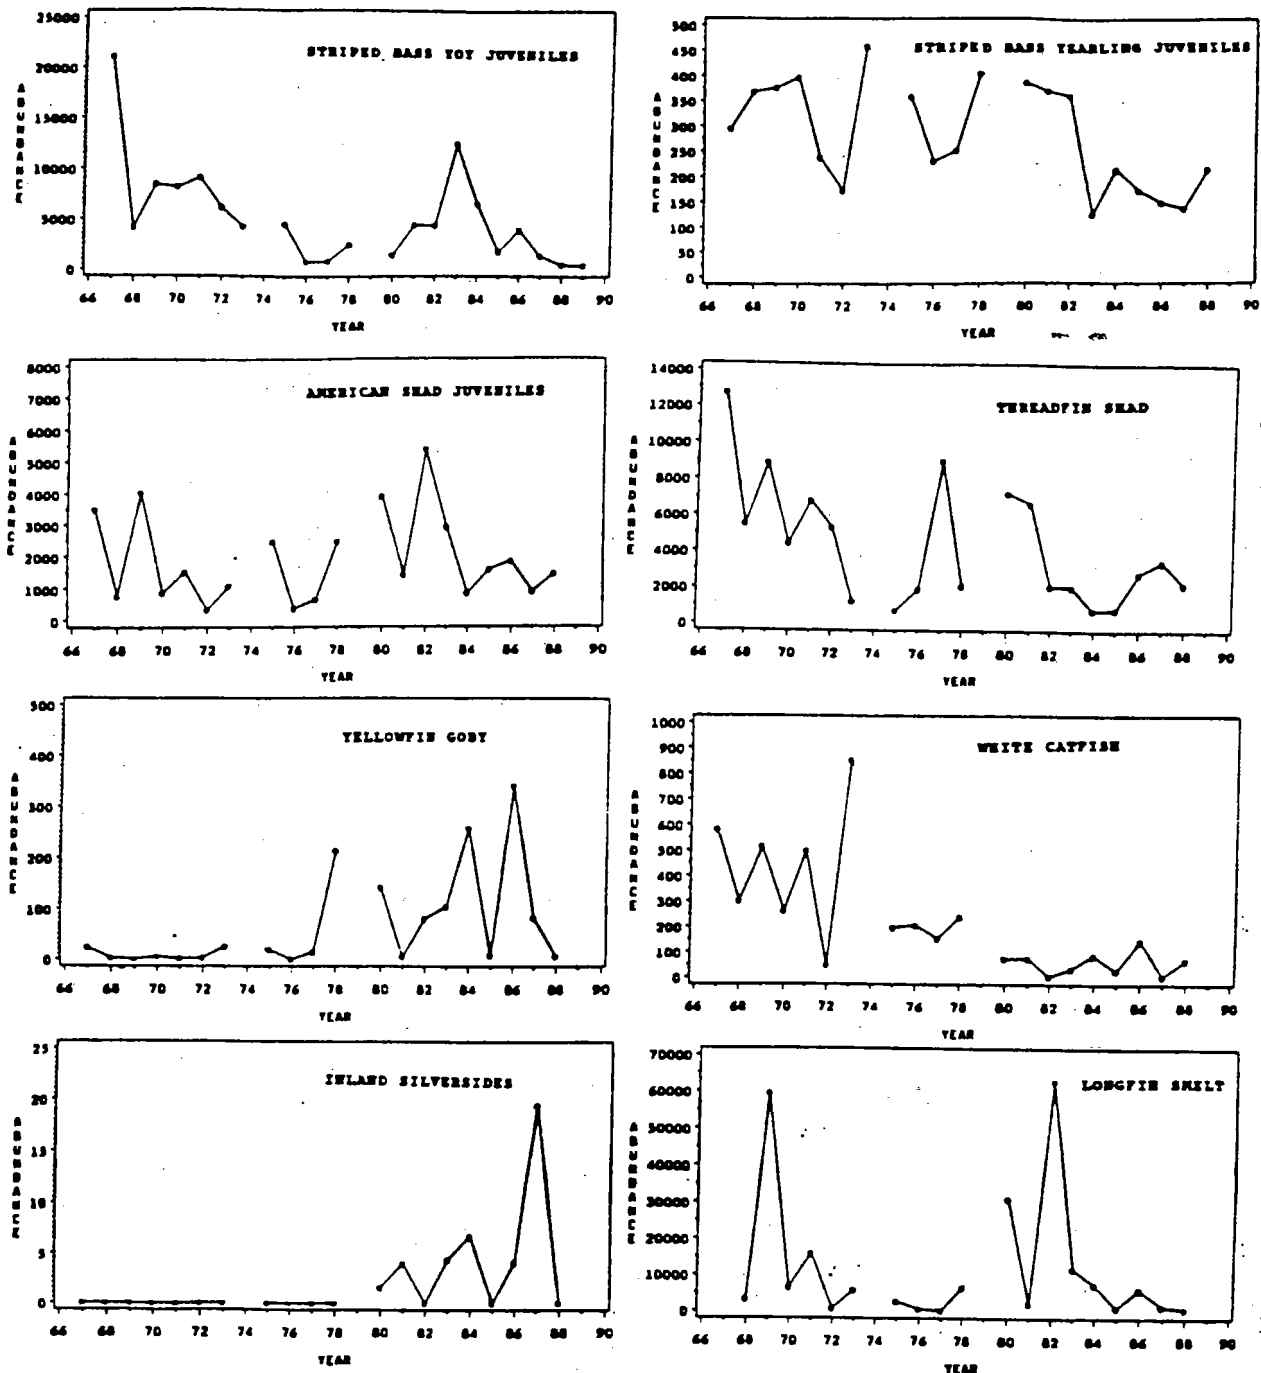 STRIPED BASS YOY JUVENILES
25000
20000
15000
10000
5000
0
ABUNDANCE
66 68 70 72 74 76 78 80 82 84 86 88 90
YEAR
STRIPED BASS YEARLING JUVENILES
500
450
400
350
300
250
200
150
100
50
0
ABUNDANCE
66 68 70 72 74 76 78 80 82 84 86 88 90
YEAR
AMERICAN SHAD JUVENILES
8000
7000
6000
5000
4000
3000
2000
1000
0
ABUNDANCE
66 68 70 72 74 76 78 80 82 84 86 88 90
YEAR
THREADFIN SHAD
14000
12000
10000
8000
6000
4000
2000
0
ABUNDANCE
66 68 70 72 74 76 78 80 82 84 86 88 90
YEAR
YELLOWFIN GOBY
500
400
300
200
100
0
ABUNDANCE
66 68 70 72 74 76 78 80 82 84 86 88 90
YEAR
WHITE CATFISH
1000
900
800
700
600
500
400
300
200
100
0
ABUNDANCE
66 68 70 72 74 76 78 80 82 84 86 88 90
YEAR
INLAND SILVERSIDES
25
20
15
10
5
0
ABUNDANCE
66 68 70 72 74 76 78 80 82 84 86 88 90
YEAR
LONGFIN SMELT
70000
60000
50000
40000
30000
20000
10000
0
ABUNDANCE
66 68 70 72 74 76 78 80 82 84 86 88 90
YEAR